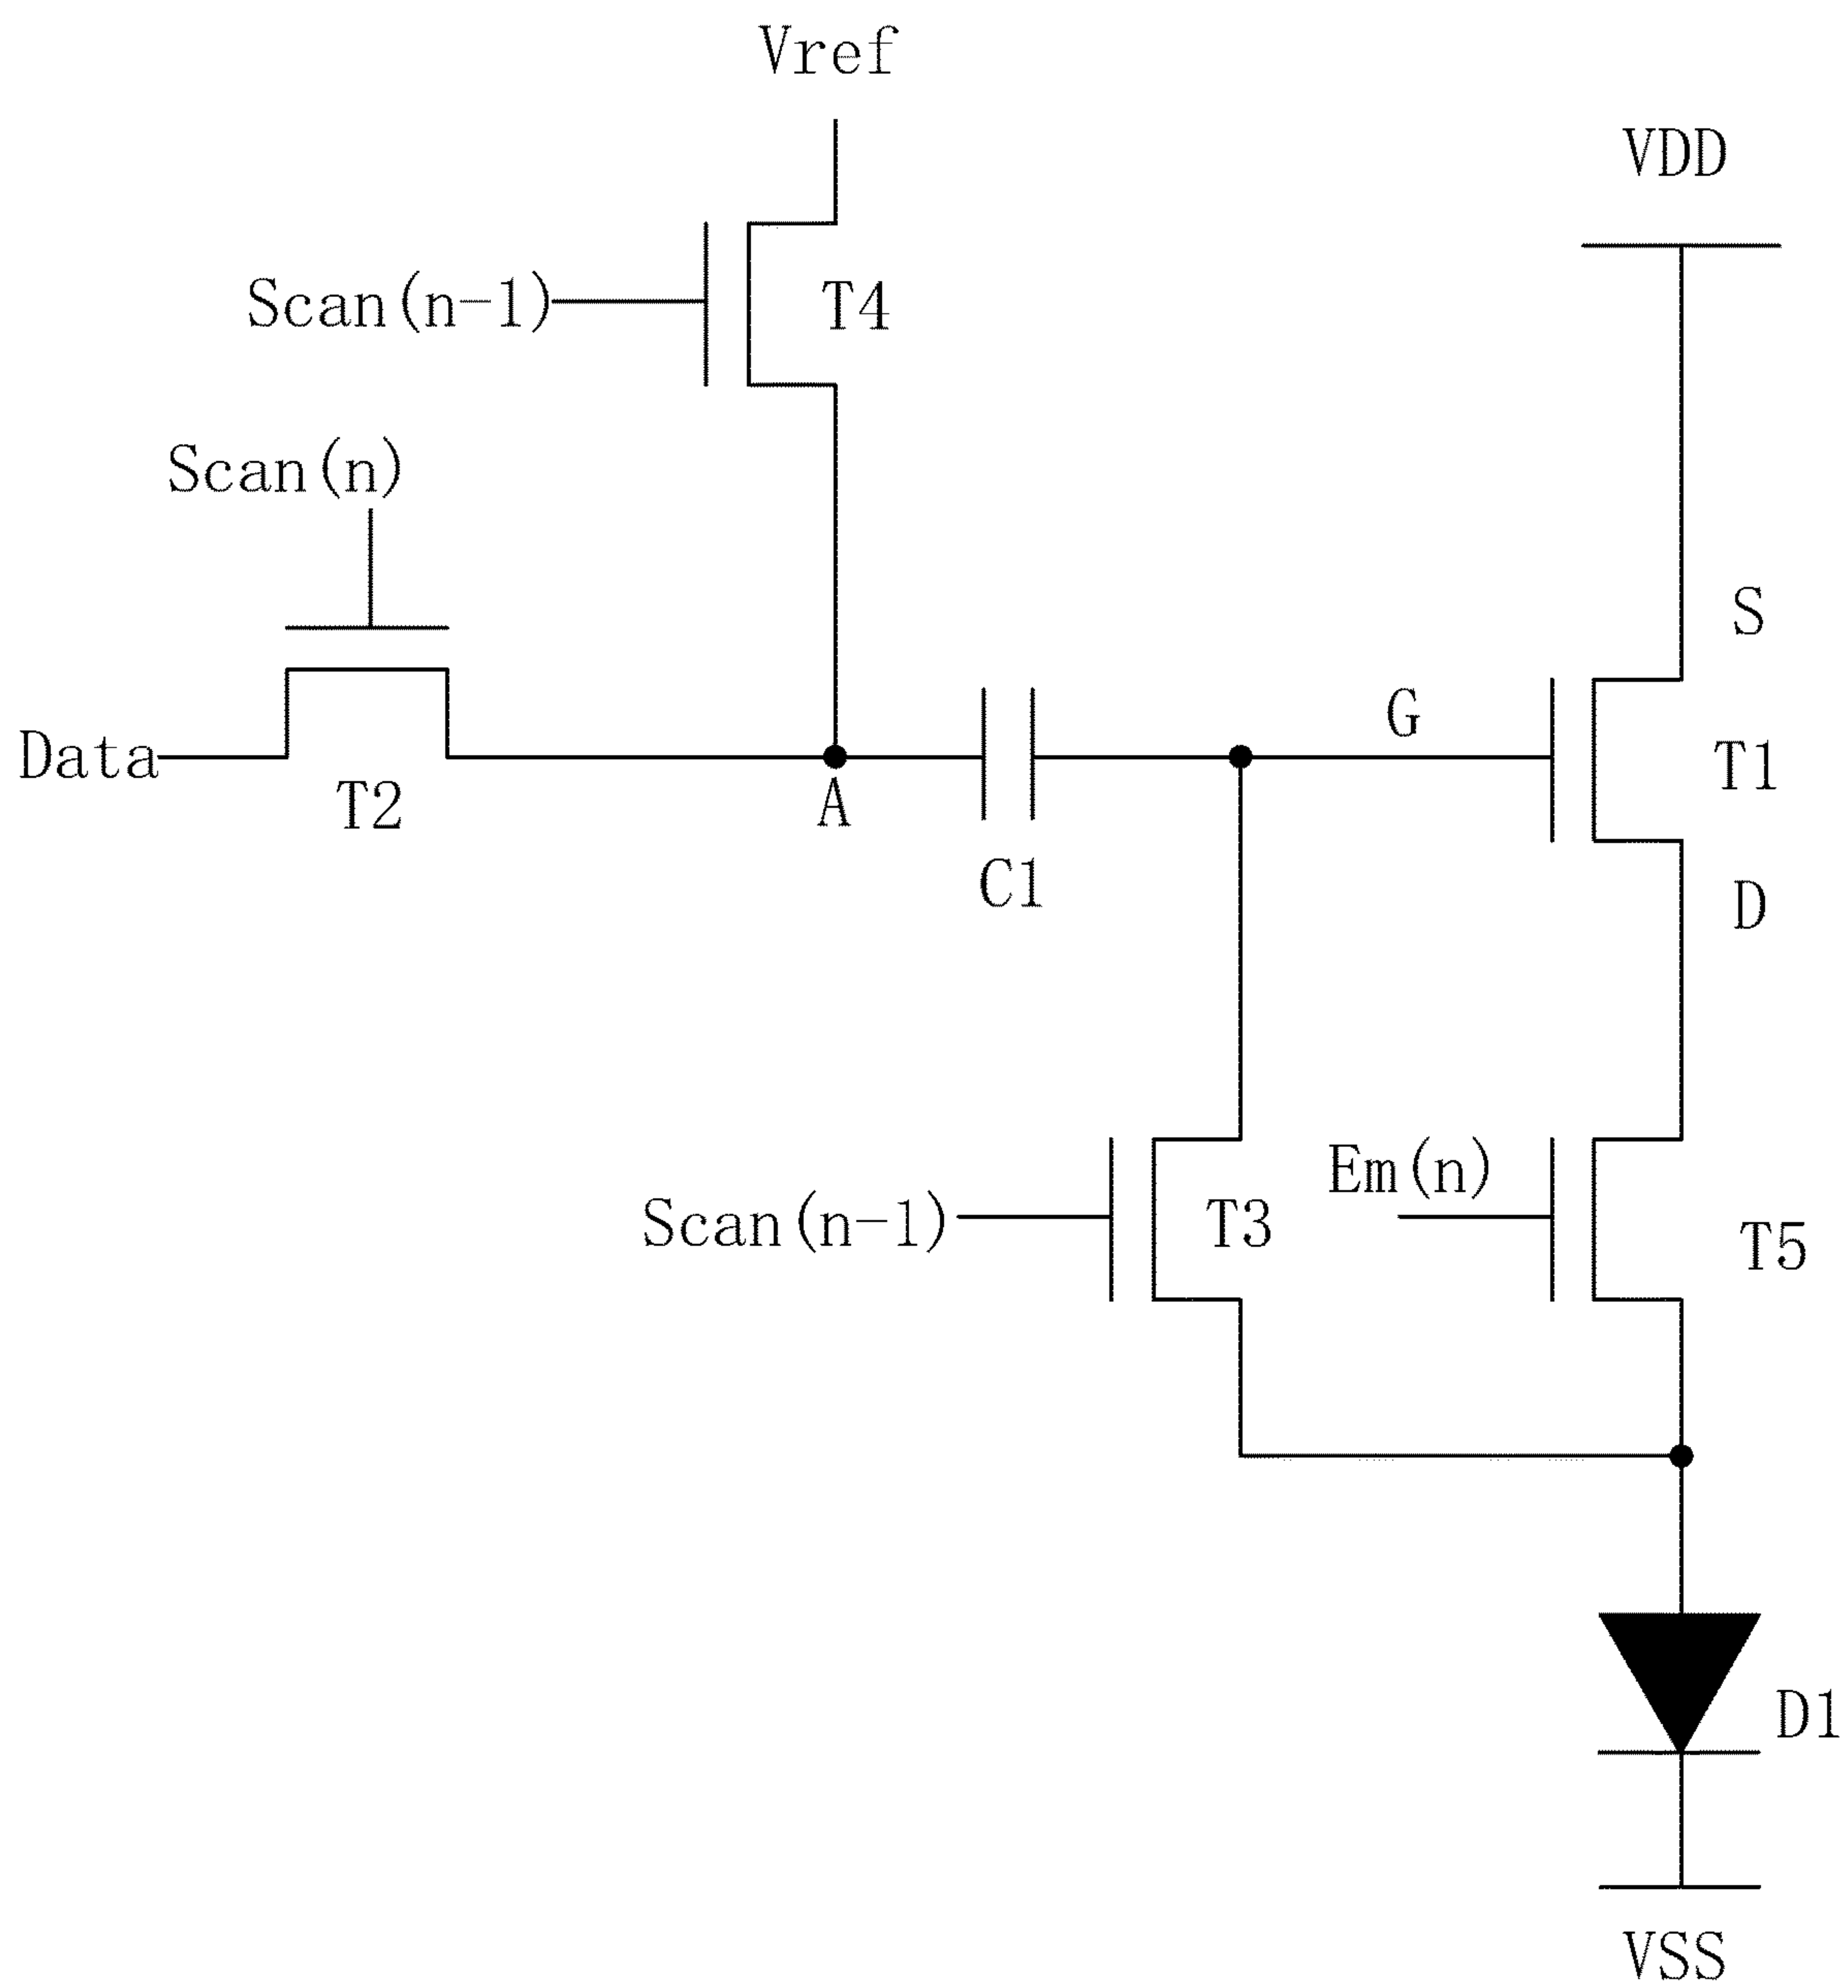 Vref
VDD
Scan(n-1)
T4
Scan(n)
S
G
T1
Data
T2
A
C1
D
Em(n)
Scan(n-1)
T3
T5
D1
VSS